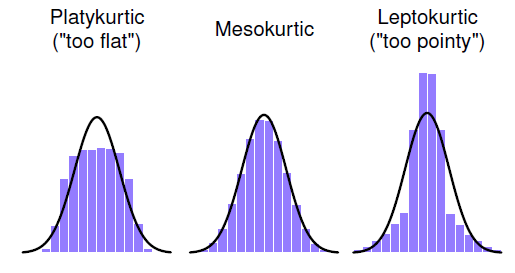 Platykurtic
("too flat")
Mesokurtic
Leptokurtic
("too pointy")